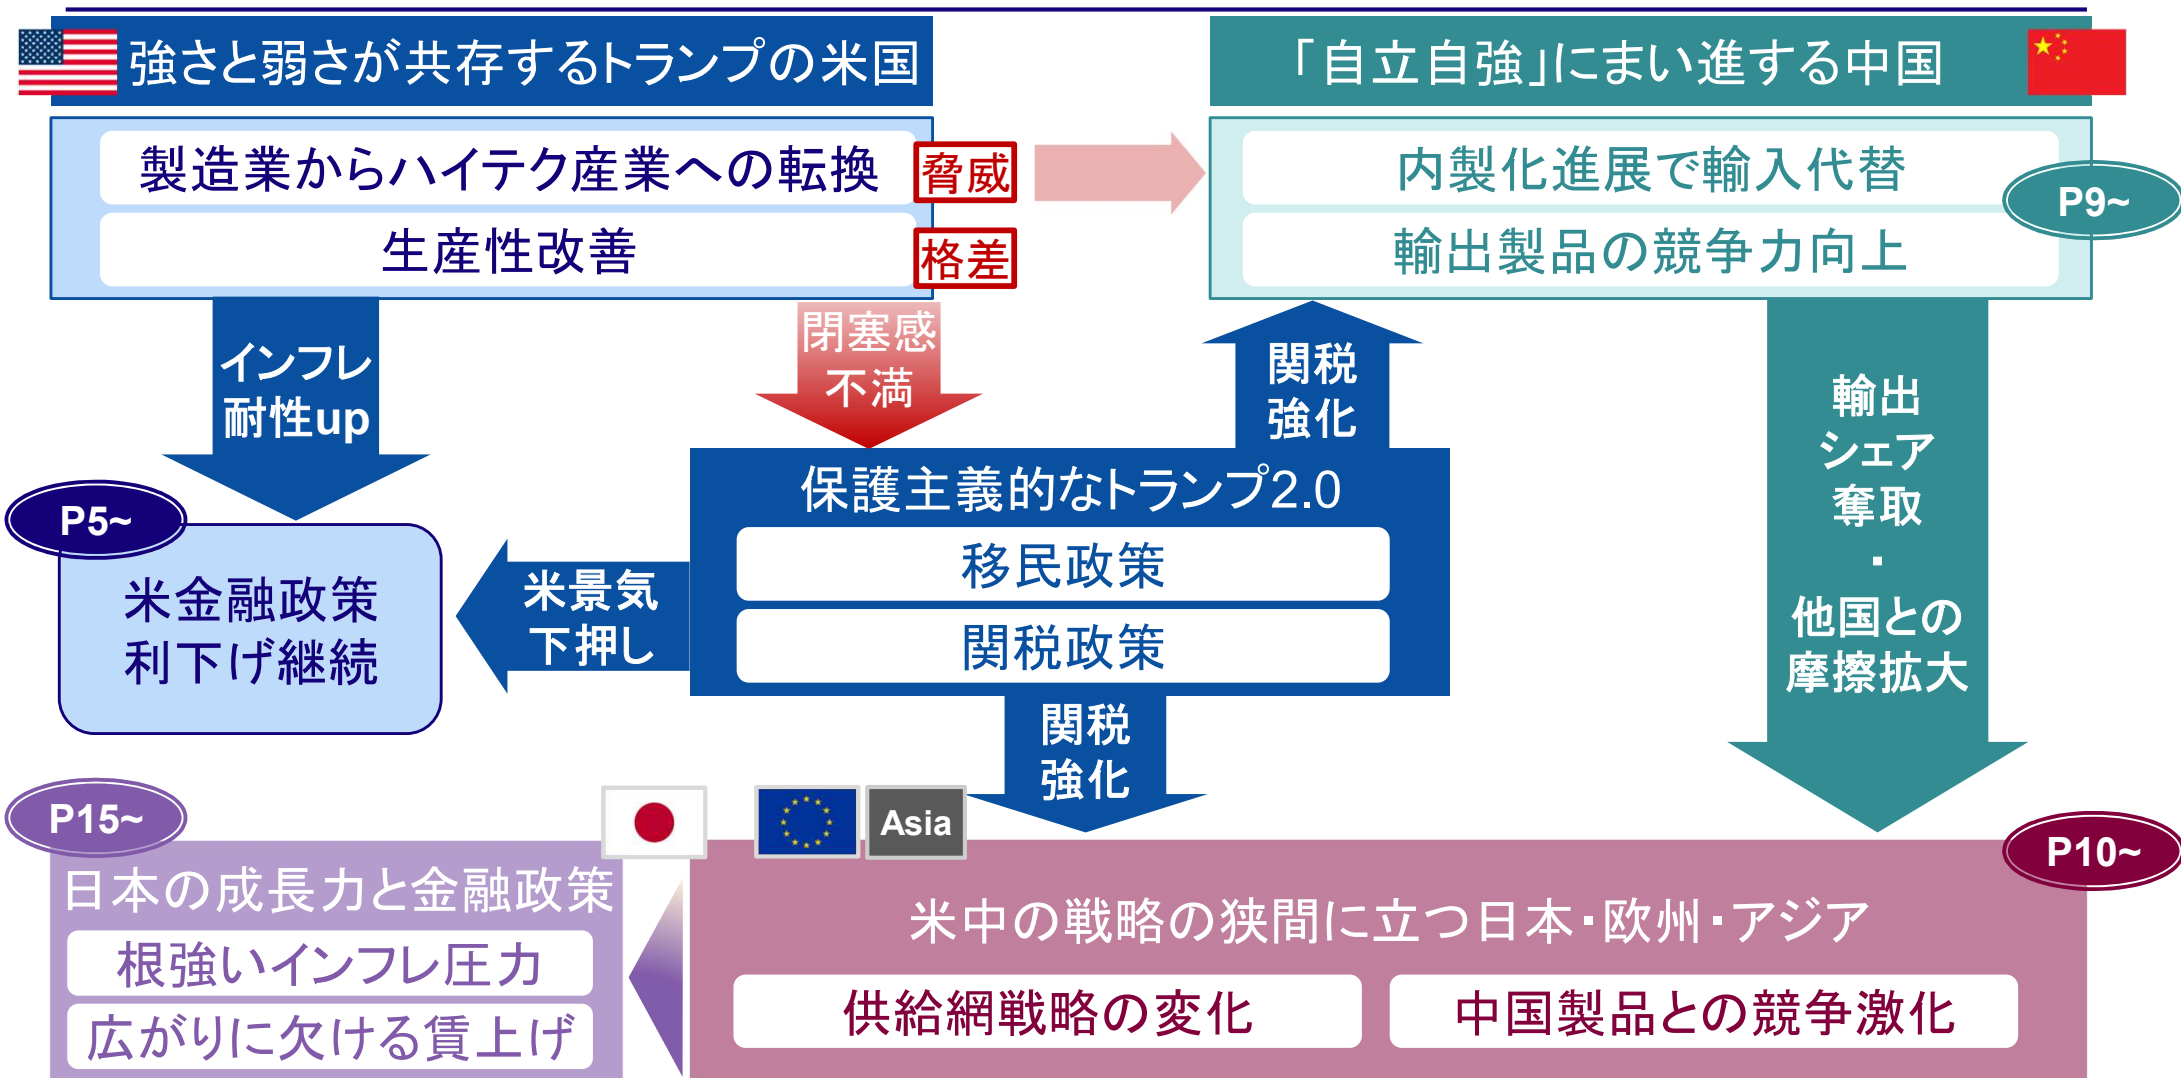 強さと弱さが共存するトランプの米国
製造業からハイテク産業への転換
脅威
生産性改善
格差
「自立自強」にまい進する中国
内製化進展で輸入代替
輸出製品の競争力向上
P9~
インフレ
耐性up
閉塞感
不満
関税
強化
輸出
シェア
奪取
・
他国との
摩擦拡大
保護主義的なトランプ2.0
移民政策
関税政策
米景気
下押し
P5~
米金融政策
利下げ継続
関税
強化
P15~
日本の成長力と金融政策
根強いインフレ圧力
広がりに欠ける賃上げ
Asia
P10~
米中の戦略の狭間に立つ日本・欧州・アジア
供給網戦略の変化
中国製品との競争激化